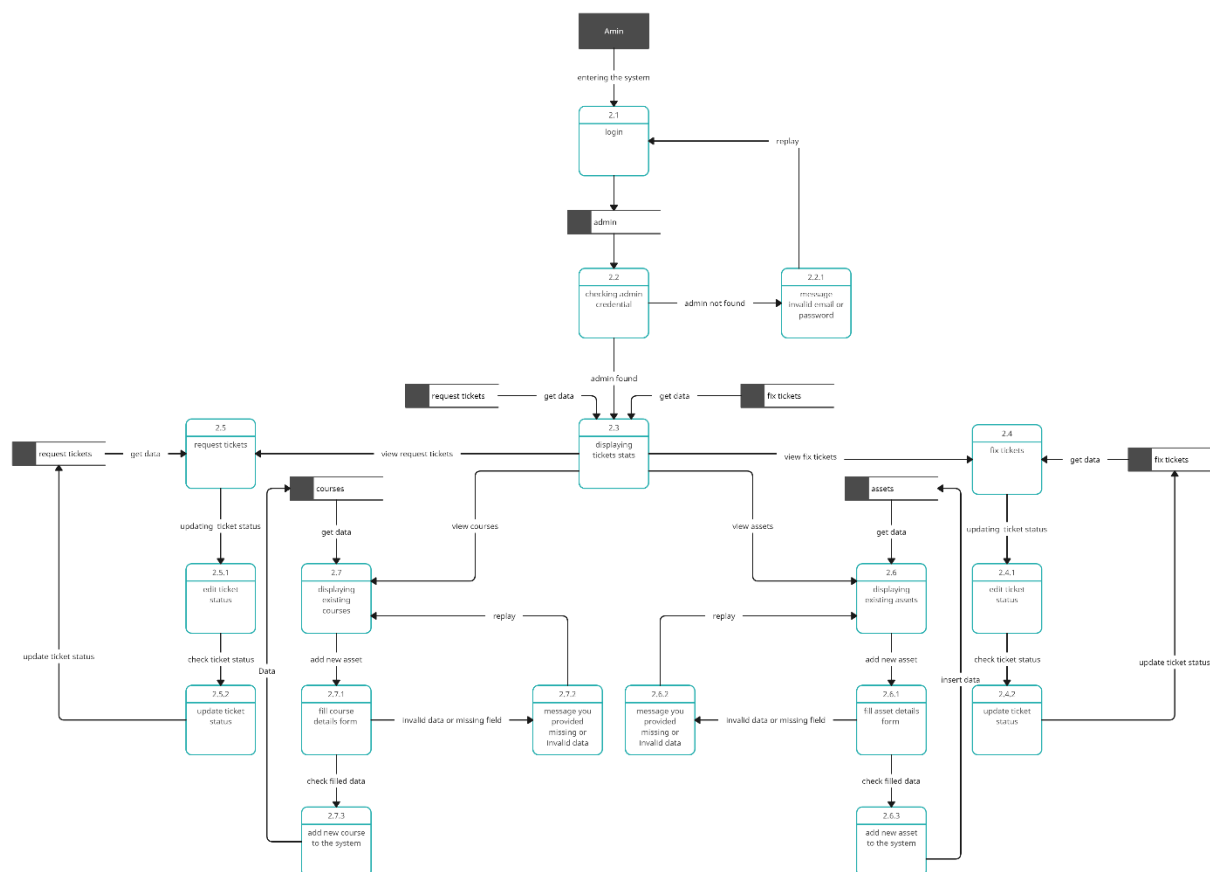 Amin
entering the system
2.1
login
replay
admin
2.2
checking admin
credential
admin not found
2.2.1
message
invalid email or
password
admin found
request tickets
get data
get data
fix tickets
2.5
request tickets
2.3
displaying
tickets stats
2.4
fix tickets
request tickets
get data
view request tickets
view fix tickets
get data
fix tickets
courses
assets
updating ticket status
view courses
view assets
updating ticket status
get data
get data
2.5.1
edit ticket
status
2.7
displaying
existing
courses
2.6
displaying
existing assets
2.4.1
edit ticket
status
replay
replay
update ticket status
check ticket status
Data
add new asset
add new asset
insert data
check ticket status
update ticket status
2.5.2
update ticket
status
2.7.1
fill course
details form
invalid data or missing field
2.7.2
message you
provided
missing or
invalid data
2.6.2
message you
provided
missing or
invalid data
invalid data or missing field
2.6.1
fill asset details
form
2.4.2
update ticket
status
check filled data
check filled data
2.7.3
add new course
to the system
2.6.3
add new asset
to the system